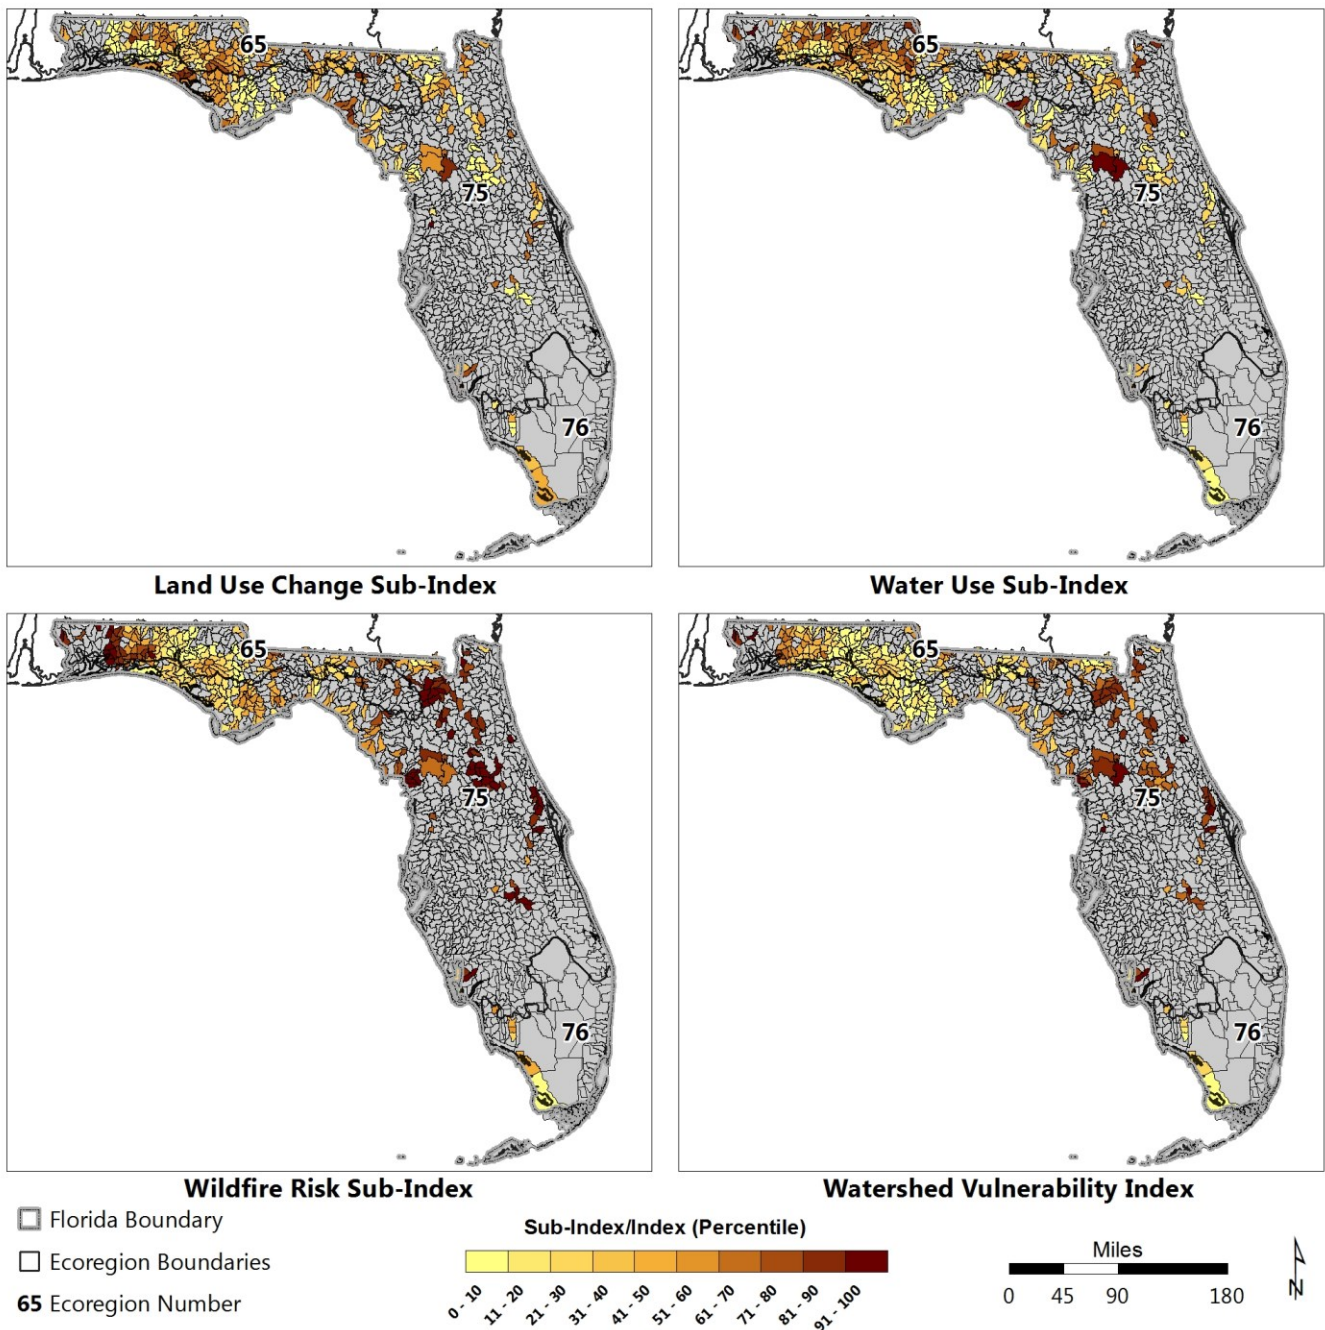 65
75
76
Land Use Change Sub-Index
65
75
76
Water Use Sub-Index
65
75
76
Wildfire Risk Sub-Index
65
75
76
Watershed Vulnerability Index
Florida Boundary
Ecoregion Boundaries
65 Ecoregion Number
Sub-Index/Index (Percentile)
0 - 10
11 - 20
21 - 30
31 - 40
41 - 50
51 - 60
61 - 70
71 - 80
81 - 90
91 - 100
Miles
0 45 90 180
N